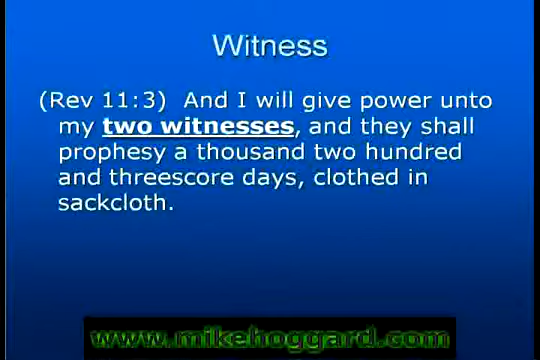 Witness
(Rev 11:3)  And I will give power unto
my two witnesses, and they shall
prophesy a thousand two hundred
and threescore days, clothed in
sackcloth.
www.mikehoggard.com